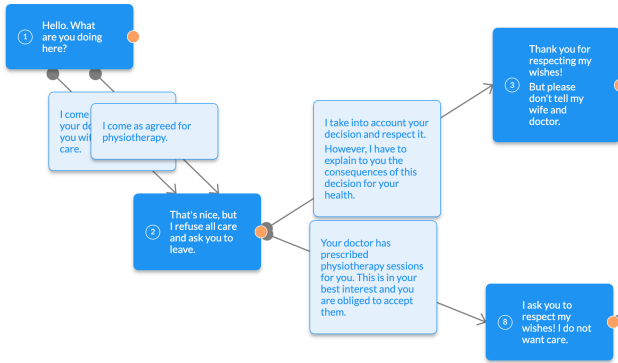 1
Hello. What
are you doing
here?
I come
your do
you wit
care.
I come as agreed for
physiotherapy.
2
That's nice, but
I refuse all care
and ask you to
leave.
I take into account your
decision and respect it.
However, I have to
explain to you the
consequences of this
decision for your
health.
Your doctor has
prescribed
physiotherapy sessions
for you. This is in your
best interest and you
are obliged to accept
them.
3
Thank you for
respecting my
wishes!
But please
don't tell my
wife and
doctor.
8
I ask you to
respect my
wishes! I do not
want care.